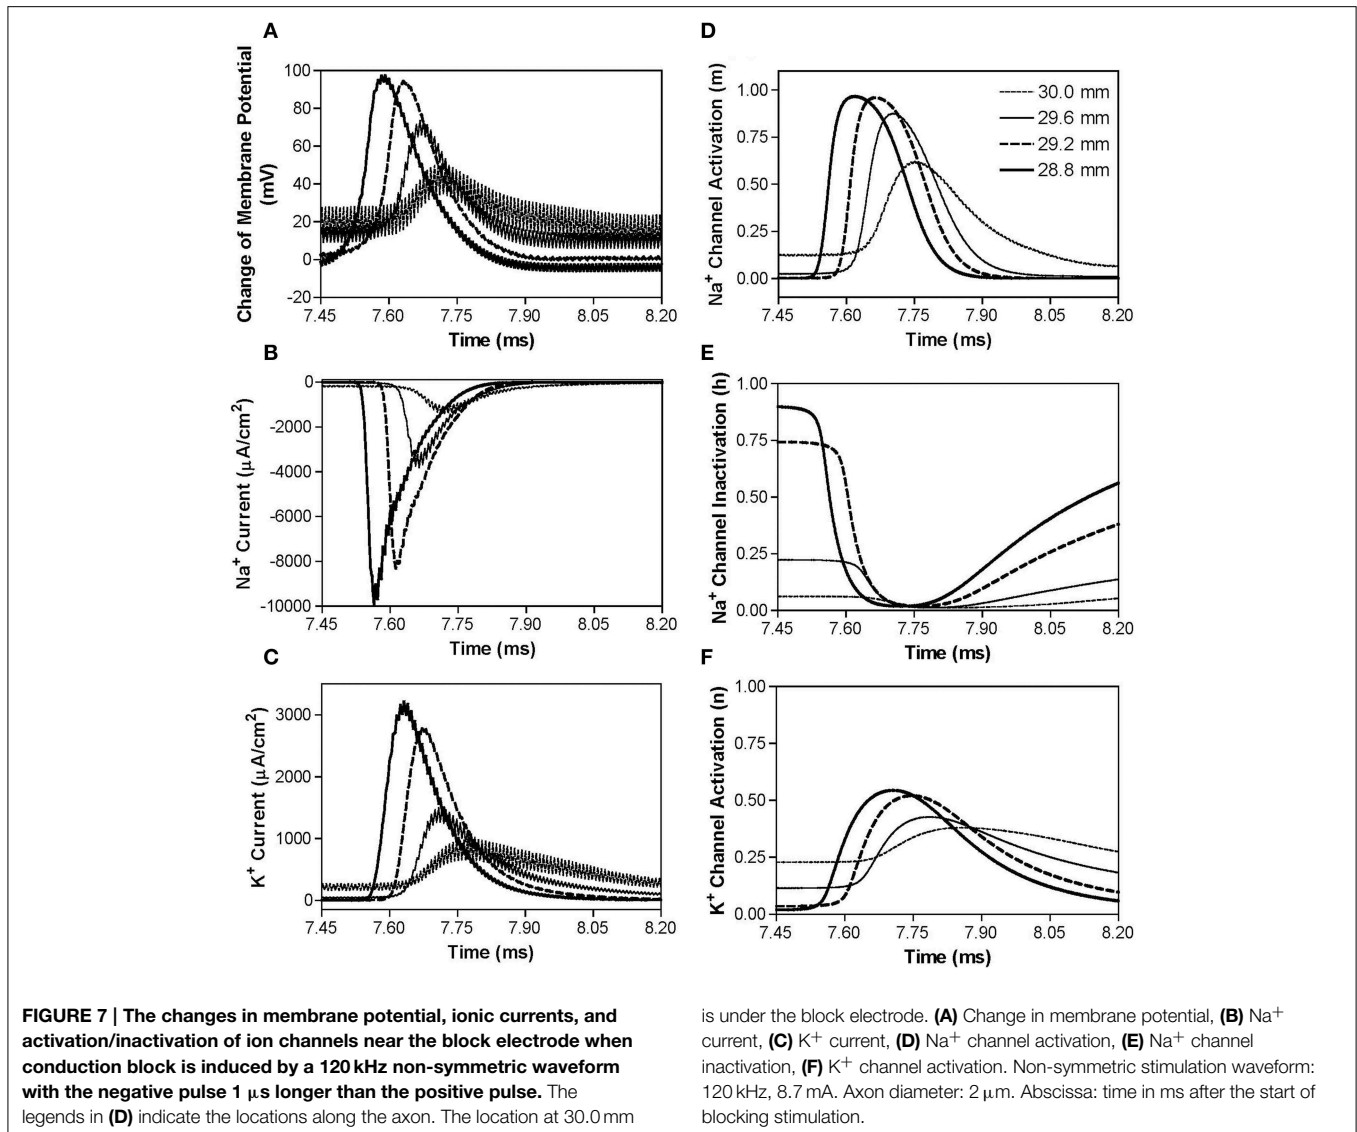 A
Change of Membrane Potential
(mV)
100
80
60
40
20
0
-20
7.45 7.60 7.75 7.90 8.05 8.20
Time (ms)
B
Na+ Current (µA/cm2)
0
-2000
-4000
-6000
-8000
-10000
7.45 7.60 7.75 7.90 8.05 8.20
Time (ms)
C
K+ Current (µA/cm2)
3000
2000
1000
0
7.45 7.60 7.75 7.90 8.05 8.20
Time (ms)
D
Na+ Channel Activation (m)
1.00
0.75
0.50
0.25
0.00
30.0 mm
29.6 mm
29.2 mm
28.8 mm
7.45 7.60 7.75 7.90 8.05 8.20
Time (ms)
E
Na+ Channel Inactivation (h)
1.00
0.75
0.50
0.25
0.00
7.45 7.60 7.75 7.90 8.05 8.20
Time (ms)
F
K+ Channel Activation (n)
1.00
0.75
0.50
0.25
0.00
7.45 7.60 7.75 7.90 8.05 8.20
Time (ms)
FIGURE 7 | The changes in membrane potential, ionic currents, and
activation/inactivation of ion channels near the block electrode when
conduction block is induced by a 120 kHz non-symmetric waveform
with the negative pulse 1 µs longer than the positive pulse. The
legends in (D) indicate the locations along the axon. The location at 30.0 mm
is under the block electrode. (A) Change in membrane potential, (B) Na+
current, (C) K+ current, (D) Na+ channel activation, (E) Na+ channel
inactivation, (F) K+ channel activation. Non-symmetric stimulation waveform:
120 kHz, 8.7 mA. Axon diameter: 2 µm. Abscissa: time in ms after the start of
blocking stimulation.